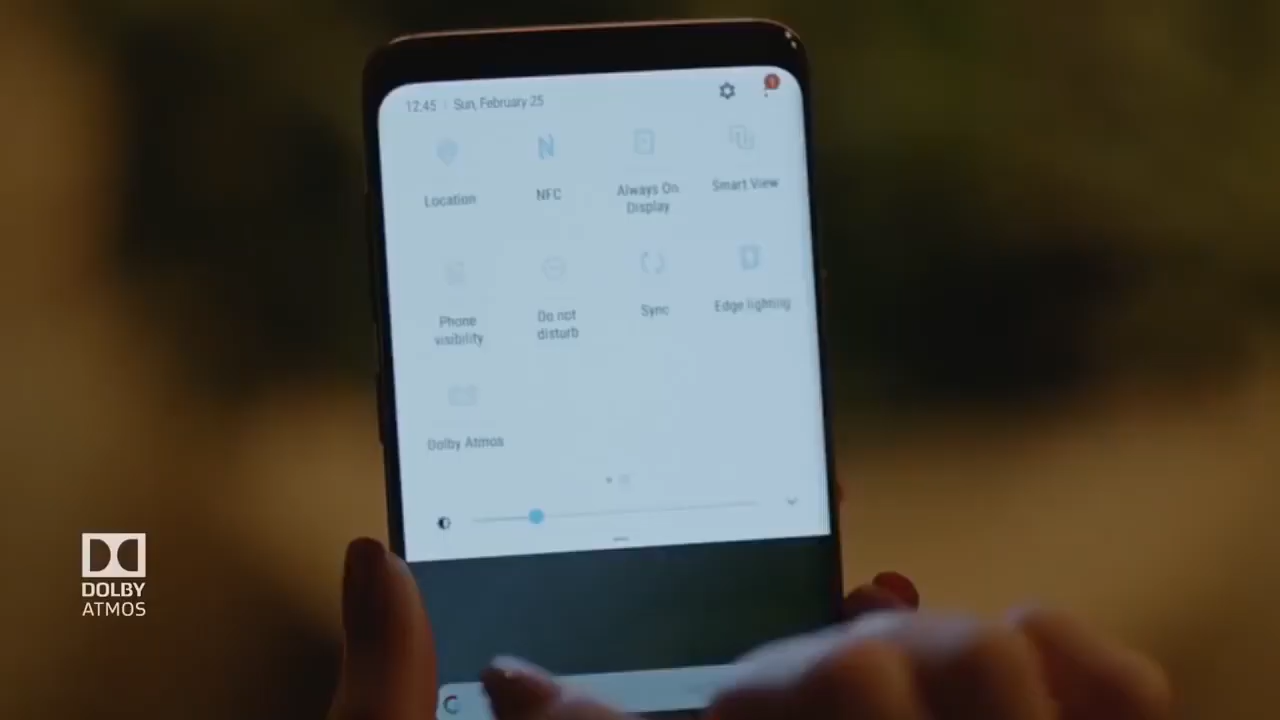 12:45 Sun, February 25
Location
NFC
Always On
Display
Smart View
Phone
visibility
Do not
disturb
Sync
Edge lighting
Dolby Atmos
DOLBY
ATMOS